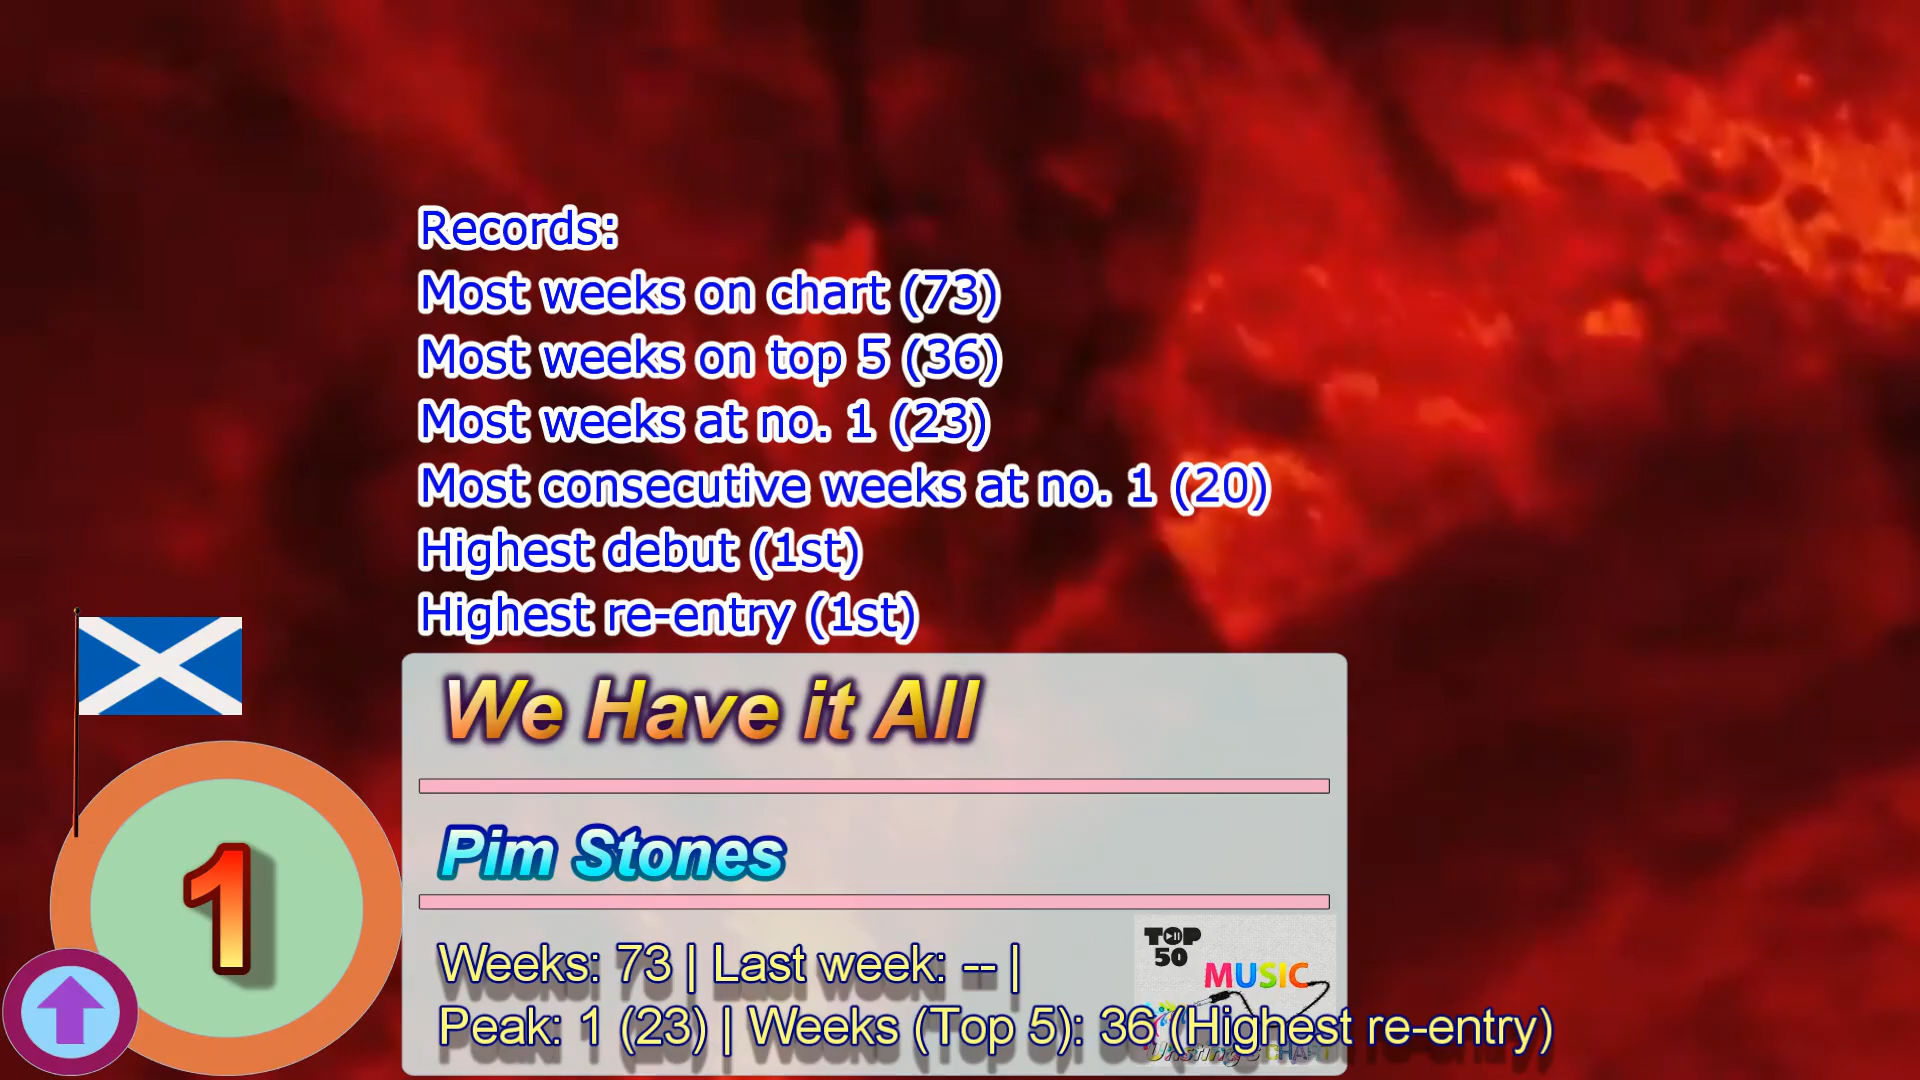 Records:
Most weeks on chart (73)
Most weeks on top 5 (36)
Most weeks at no. 1 (23)
Most consecutive weeks at no. 1 (20)
Highest debut (1st)
Highest re-entry (1st)
We Have it All
Pim Stones
1
Weeks: 73 | Last week: -- |
Peak: 1 (23) | Weeks (Top 5): 36 (Highest re-entry)
TOP
50
MUSIC
CHART